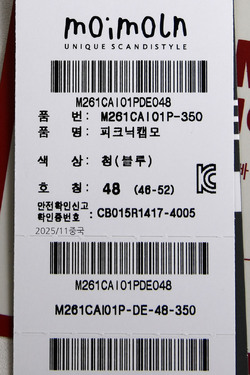 moimoln
UNIQUE SCANDISTYLE
M261CAI01PDE048
품 번: M261CAI01P-350
품 명: 피크닉캠모
색 상: 청(블루)
호 칭: 48 (46-52)
안전확인신고
확인증번호 : CB015R1417-4005
2025/11중국
M261CAI01PDE048
M261CAI01P-DE-48-350